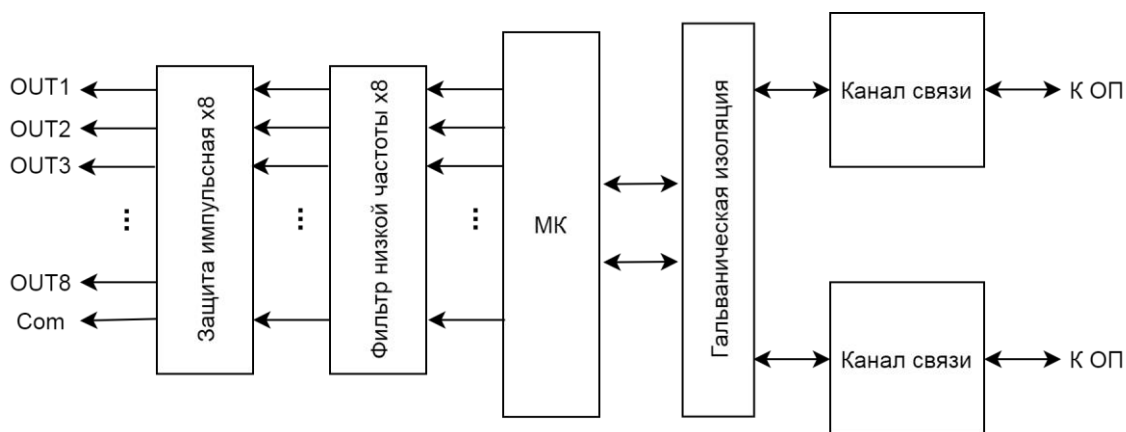 OUT1
OUT2
OUT3
...
OUT8
Com
Защита импульсная x8
...
Фильтр низкой частоты x8
...
МК
Гальваническая изоляция
Канал связи
К ОП
Канал связи
К ОП